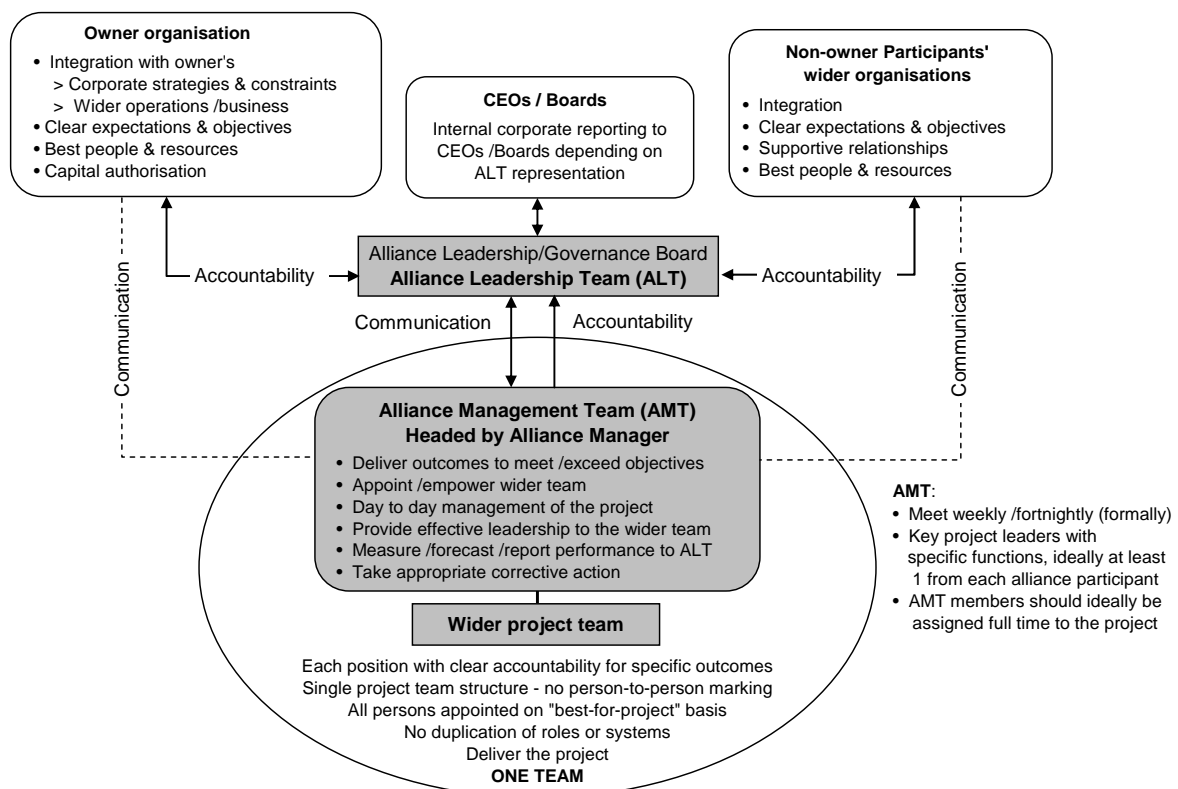 Owner organisation
• Integration with owner's
> Corporate strategies & constraints
> Wider operations /business
• Clear expectations & objectives
• Best people & resources
• Capital authorisation
CEOs / Boards
Internal corporate reporting to
CEOs /Boards depending on
ALT representation
Non-owner Participants'
wider organisations
• Integration
• Clear expectations & objectives
• Supportive relationships
• Best people & resources
Communication
Accountability
Alliance Leadership/Governance Board
Alliance Leadership Team (ALT)
Accountability
Communication
Communication
Accountability
Alliance Management Team (AMT)
Headed by Alliance Manager
• Deliver outcomes to meet /exceed objectives
• Appoint /empower wider team
• Day to day management of the project
• Provide effective leadership to the wider team
• Measure /forecast /report performance to ALT
• Take appropriate corrective action
AMT:
• Meet weekly /fortnightly (formally)
• Key project leaders with
specific functions, ideally at least
1 from each alliance participant
• AMT members should ideally be
assigned full time to the project
Wider project team
Each position with clear accountability for specific outcomes
Single project team structure - no person-to-person marking
All persons appointed on "best-for-project" basis
No duplication of roles or systems
Deliver the project
ONE TEAM